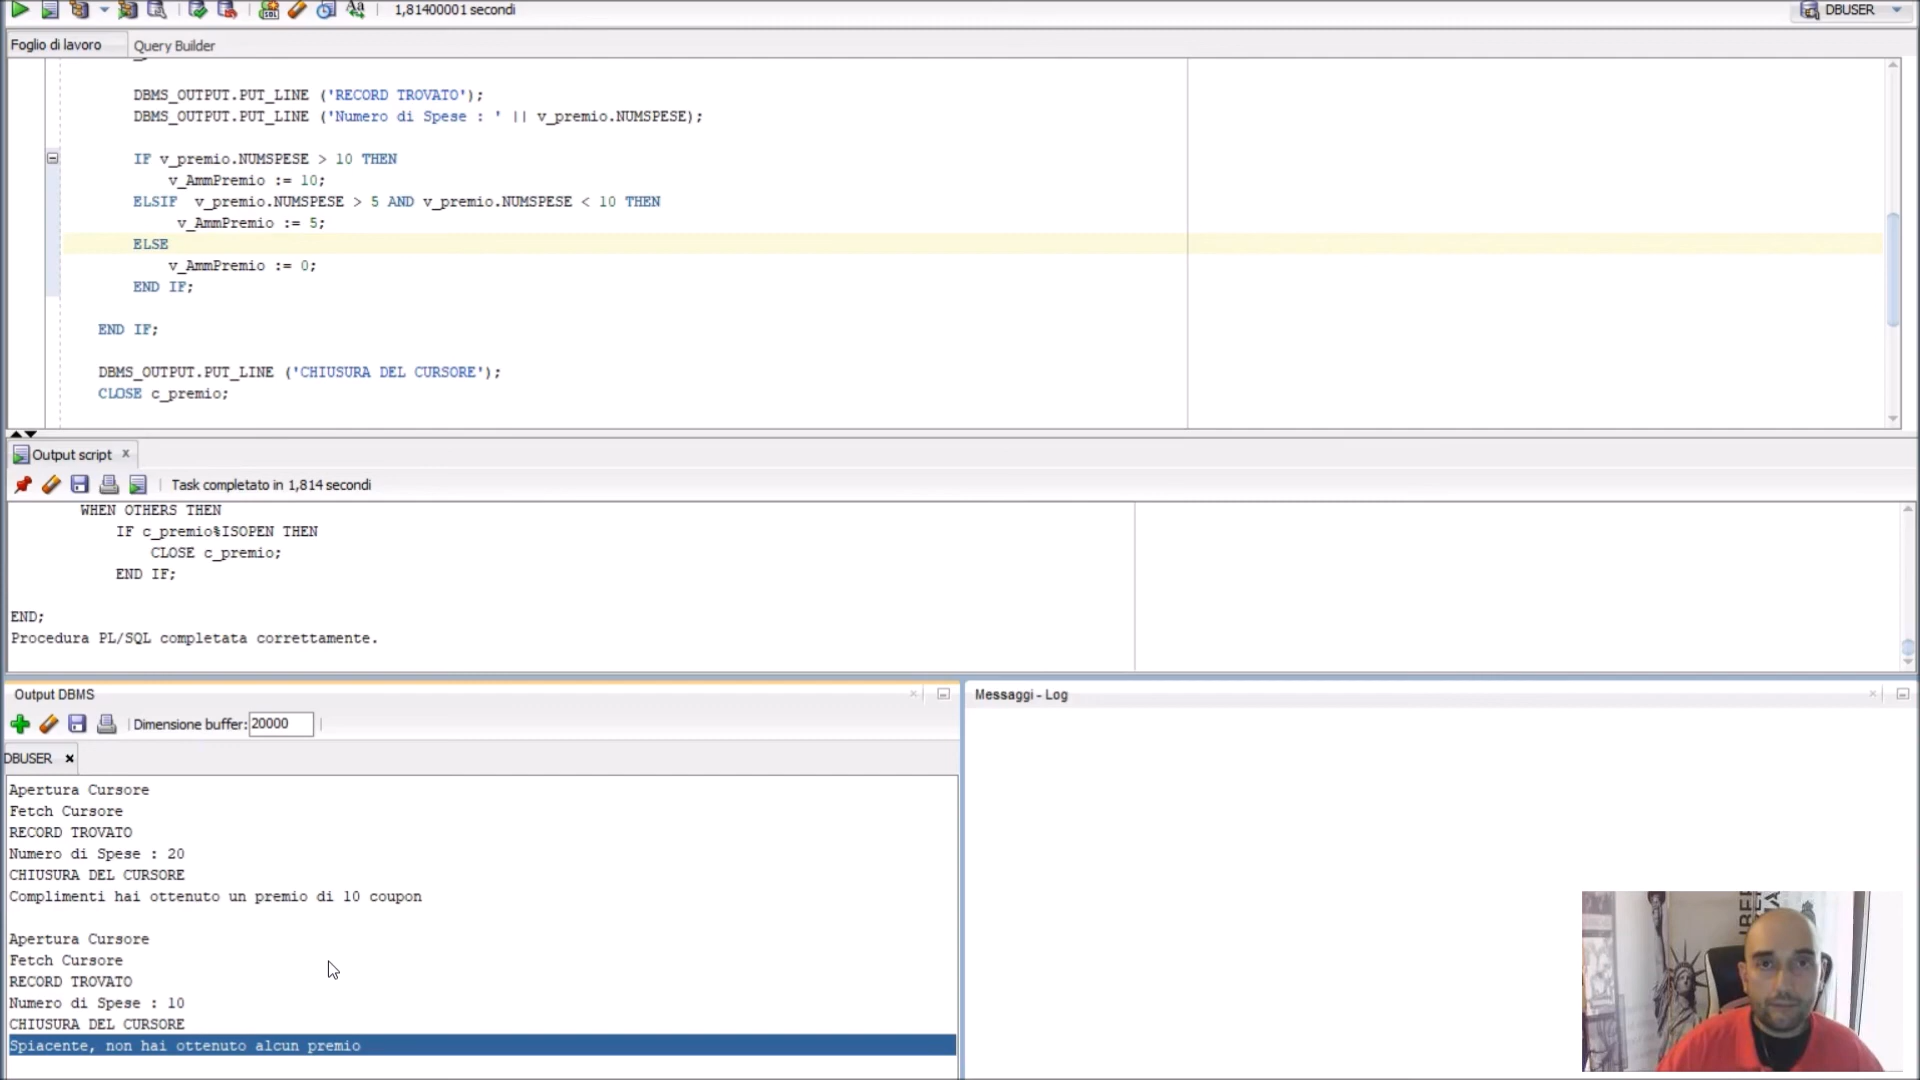 1,81400001 secondi
DBUSER
Foglio di lavoro
Query Builder
DBMS_OUTPUT.PUT_LINE ('RECORD TROVATO');
DBMS_OUTPUT.PUT_LINE ('Numero di Spese : ' || v_premio.NUMSPESE);
IF v_premio.NUMSPESE > 10 THEN
v_AmmPremio := 10;
ELSIF  v_premio.NUMSPESE > 5 AND v_premio.NUMSPESE < 10 THEN
v_AmmPremio := 5;
ELSE
v_AmmPremio := 0;
END IF;
END IF;
DBMS_OUTPUT.PUT_LINE ('CHIUSURA DEL CURSORE');
CLOSE c_premio;
Output script
Task completato in 1,814 secondi
WHEN OTHERS THEN
IF c_premio%ISOPEN THEN
CLOSE c_premio;
END IF;
END;
Procedura PL/SQL completata correttamente.
Output DBMS
Dimensione buffer: 20000
DBUSER
Apertura Cursore
Fetch Cursore
RECORD TROVATO
Numero di Spese : 20
CHIUSURA DEL CURSORE
Complimenti hai ottenuto un premio di 10 coupon
Apertura Cursore
Fetch Cursore
RECORD TROVATO
Numero di Spese : 10
CHIUSURA DEL CURSORE
Spiacente, non hai ottenuto alcun premio
Messaggi - Log